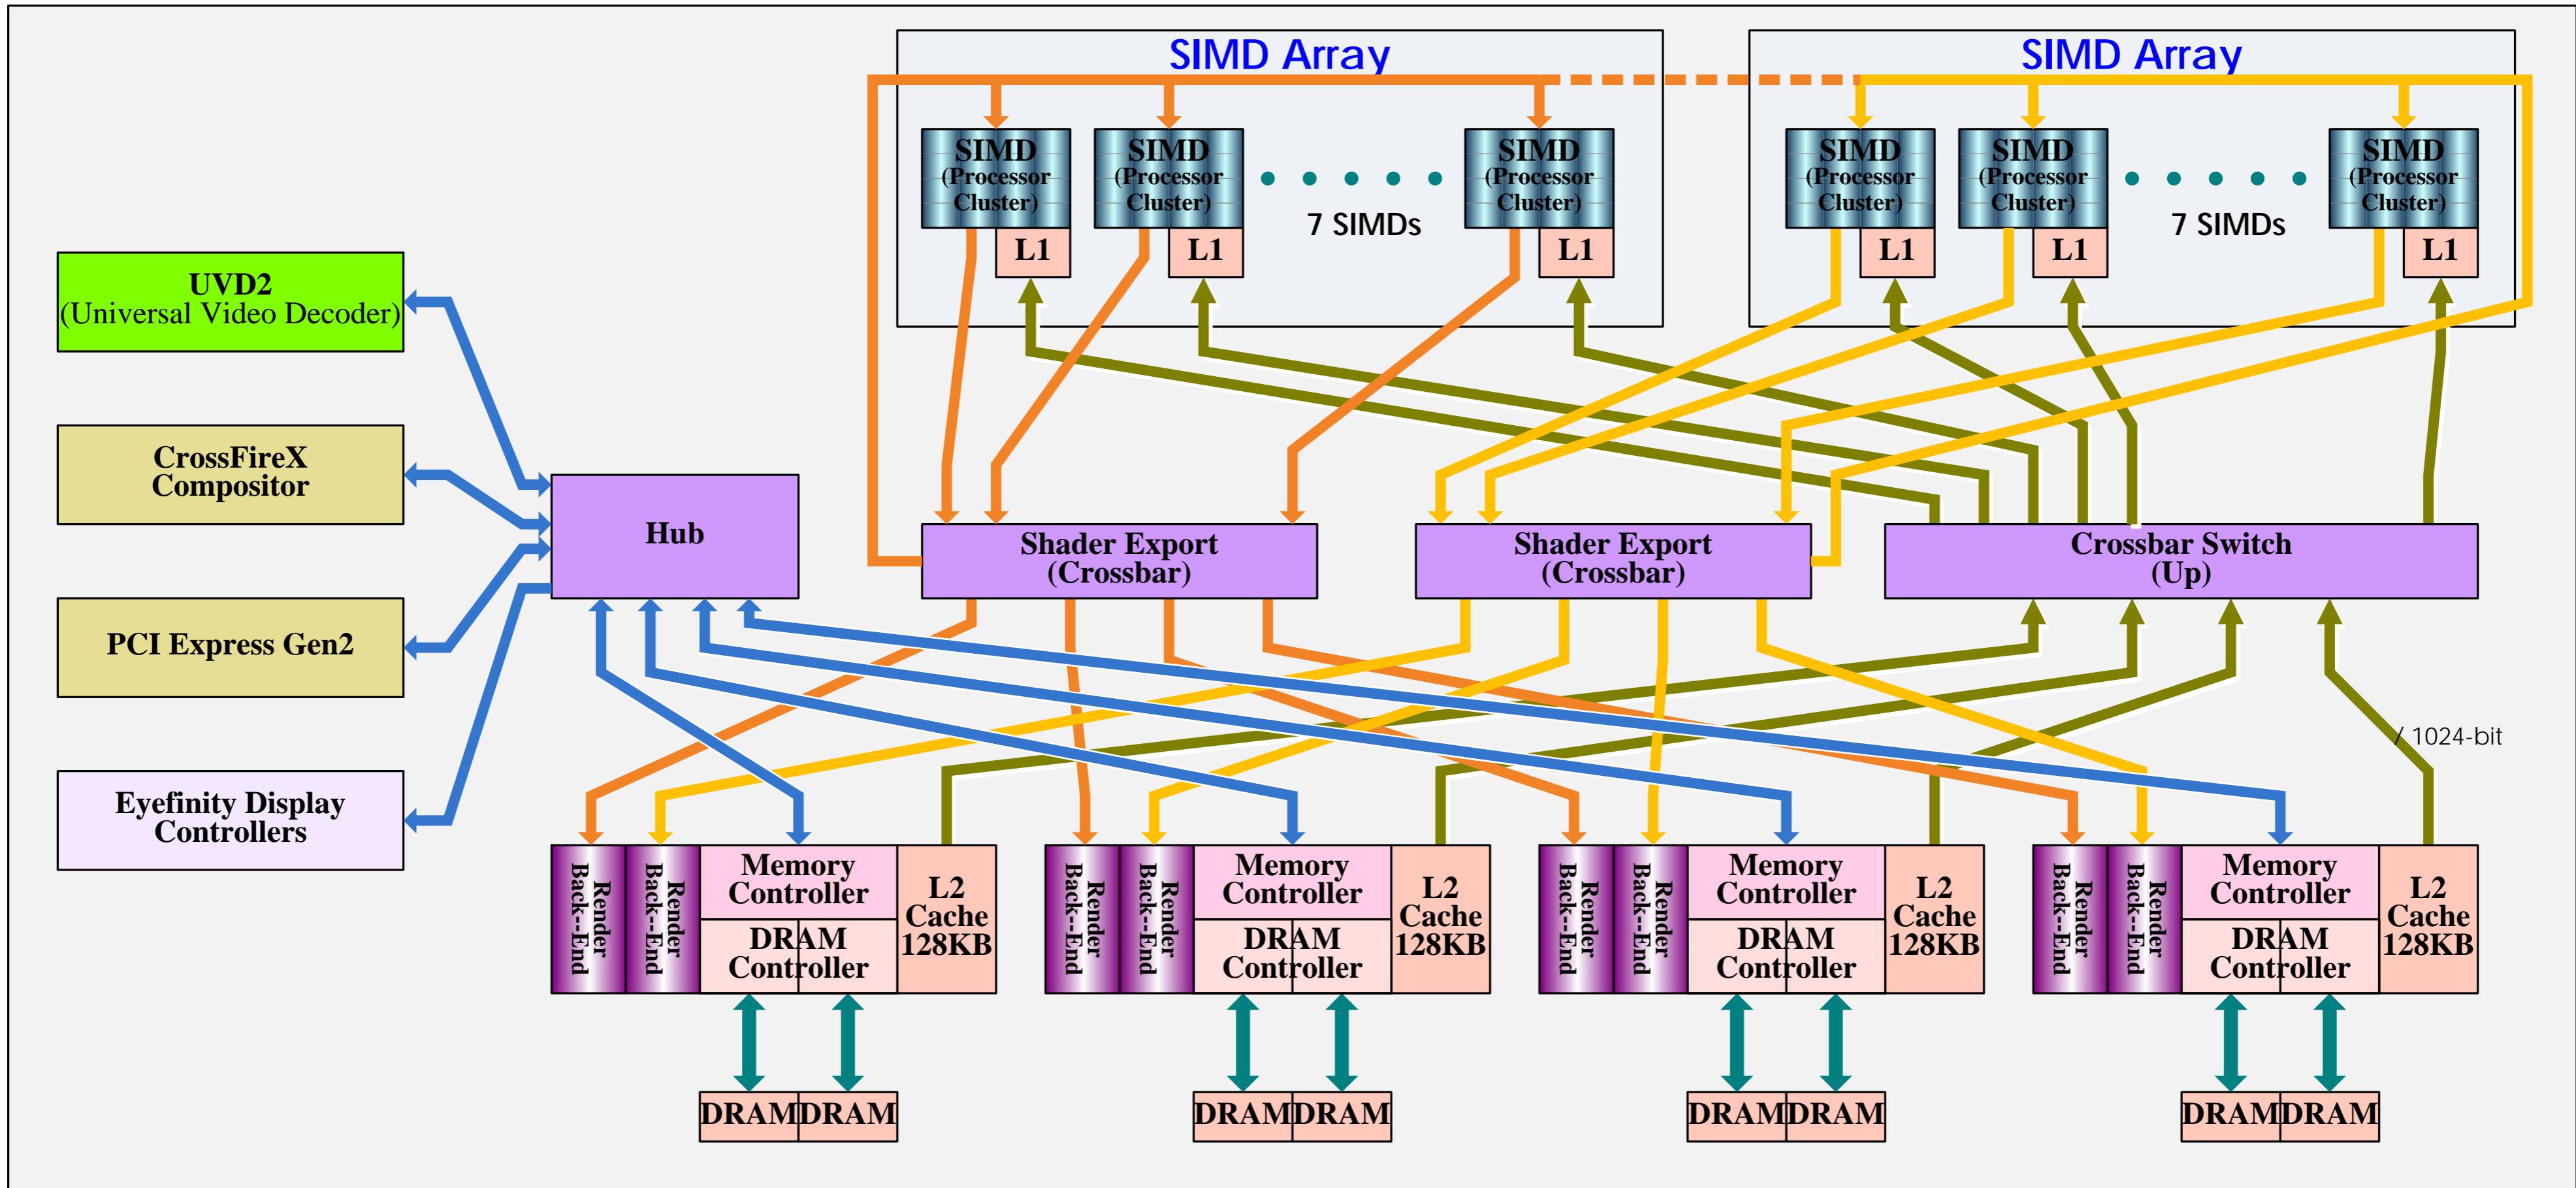 SIMD Array
SIMD Array
SIMD
(Processor
Cluster)
L1
SIMD
(Processor
Cluster)
L1
7 SIMDs
SIMD
(Processor
Cluster)
L1
SIMD
(Processor
Cluster)
L1
SIMD
(Processor
Cluster)
L1
7 SIMDs
SIMD
(Processor
Cluster)
L1
UVD2
(Universal Video Decoder)
CrossFireX
Compositor
PCI Express Gen2
Eyefinity Display
Controllers
Hub
Shader Export
(Crossbar)
Shader Export
(Crossbar)
Crossbar Switch
(Up)
/ 1024-bit
Render
Back--End
Render
Back--End
Memory
Controller
DRAM
Controller
L2
Cache
128KB
Render
Back--End
Render
Back--End
Memory
Controller
DRAM
Controller
L2
Cache
128KB
Render
Back--End
Render
Back--End
Memory
Controller
DRAM
Controller
L2
Cache
128KB
Render
Back--End
Render
Back--End
Memory
Controller
DRAM
Controller
L2
Cache
128KB
DRAM
DRAM
DRAM
DRAM
DRAM
DRAM
DRAM
DRAM